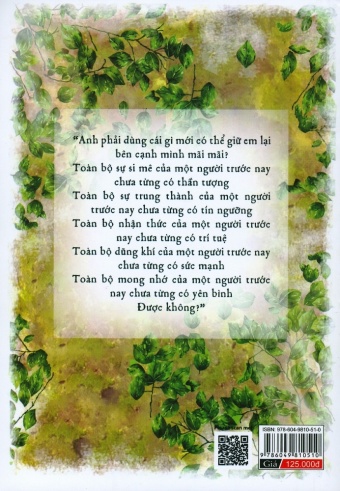 “Anh phải dùng cái gì mới có thể giữ em lại
bên cạnh mình mãi mãi?
Toàn bộ sự si mê của một người trước nay
chưa từng có thần tượng
Toàn bộ sự trung thành của một người
trước nay chưa từng có tín ngưỡng
Toàn bộ nhận thức của một người trước
nay chưa từng có trí tuệ
Toàn bộ dũng khí của một người trước
nay chưa từng có sức mạnh
Toàn bộ mong nhớ của một người trước
nay chưa từng có yên bình
Được không?”
ISBN: 978-604-9810-51-0
9 786049 810510
Giá 125.000đ